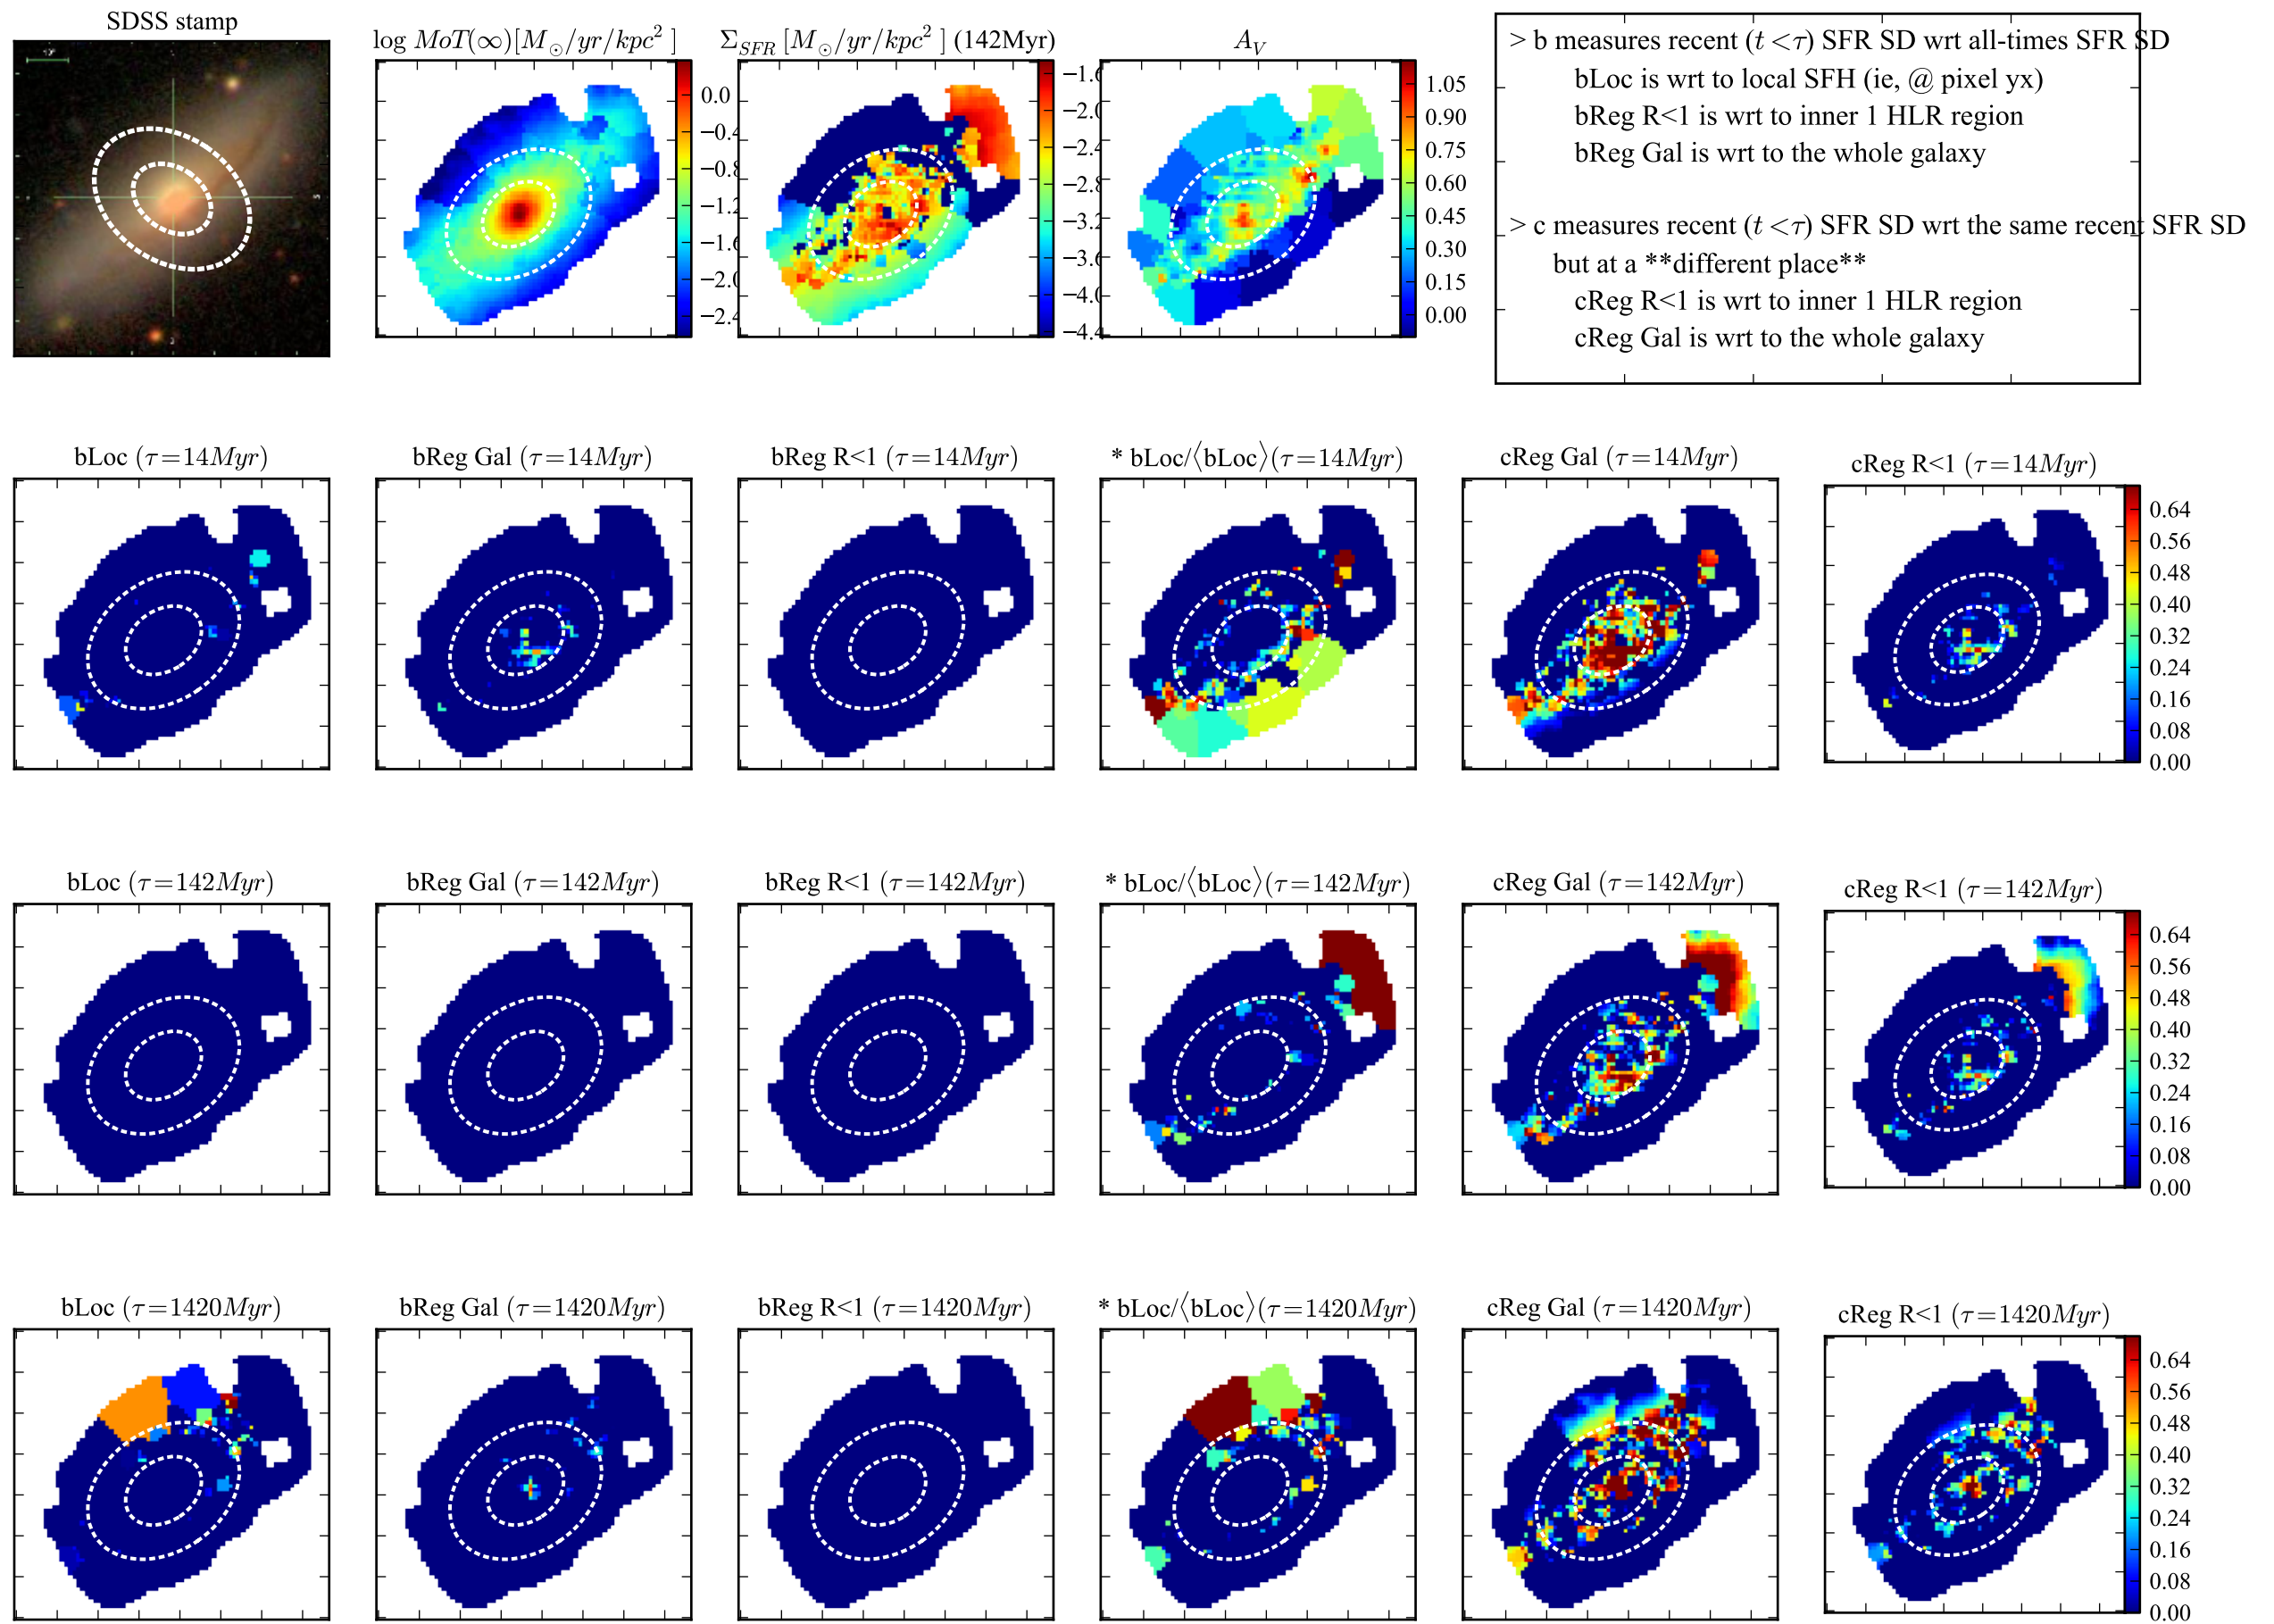 SDSS stamp
log MoT(∞)[M⊙/yr/kpc²]
Σ_SFR [M⊙/yr/kpc²] (142Myr)
A_V
0.0
−0.4
−0.8
−1.2
−1.6
−2.0
−2.4
−1.6
−2.0
−2.4
−2.8
−3.2
−3.6
−4.0
−4.4
1.05
0.90
0.75
0.60
0.45
0.30
0.15
0.00
> b measures recent (t <τ) SFR SD wrt all-times SFR SD
bLoc is wrt to local SFH (ie, @ pixel yx)
bReg R<1 is wrt to inner 1 HLR region
bReg Gal is wrt to the whole galaxy
> c measures recent (t <τ) SFR SD wrt the same recent SFR SD
but at a **different place**
cReg R<1 is wrt to inner 1 HLR region
cReg Gal is wrt to the whole galaxy
bLoc (τ=14Myr)
bReg Gal (τ=14Myr)
bReg R<1 (τ=14Myr)
* bLoc/⟨bLoc⟩(τ=14Myr)
cReg Gal (τ=14Myr)
cReg R<1 (τ=14Myr)
0.64
0.56
0.48
0.40
0.32
0.24
0.16
0.08
0.00
bLoc (τ=142Myr)
bReg Gal (τ=142Myr)
bReg R<1 (τ=142Myr)
* bLoc/⟨bLoc⟩(τ=142Myr)
cReg Gal (τ=142Myr)
cReg R<1 (τ=142Myr)
0.64
0.56
0.48
0.40
0.32
0.24
0.16
0.08
0.00
bLoc (τ=1420Myr)
bReg Gal (τ=1420Myr)
bReg R<1 (τ=1420Myr)
* bLoc/⟨bLoc⟩(τ=1420Myr)
cReg Gal (τ=1420Myr)
cReg R<1 (τ=1420Myr)
0.64
0.56
0.48
0.40
0.32
0.24
0.16
0.08
0.00